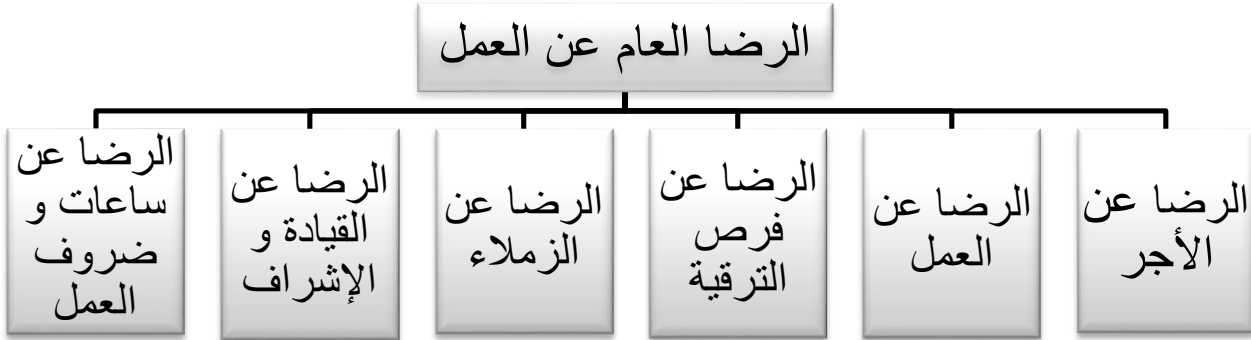 الرضا العام عن العمل
الرضا عن
الأجر
الرضا عن
العمل
الرضا عن
فرص
الترقية
الرضا عن
الزملاء
الرضا عن
القيادة و
الإشراف
الرضا عن
ساعات و
ضروف
العمل